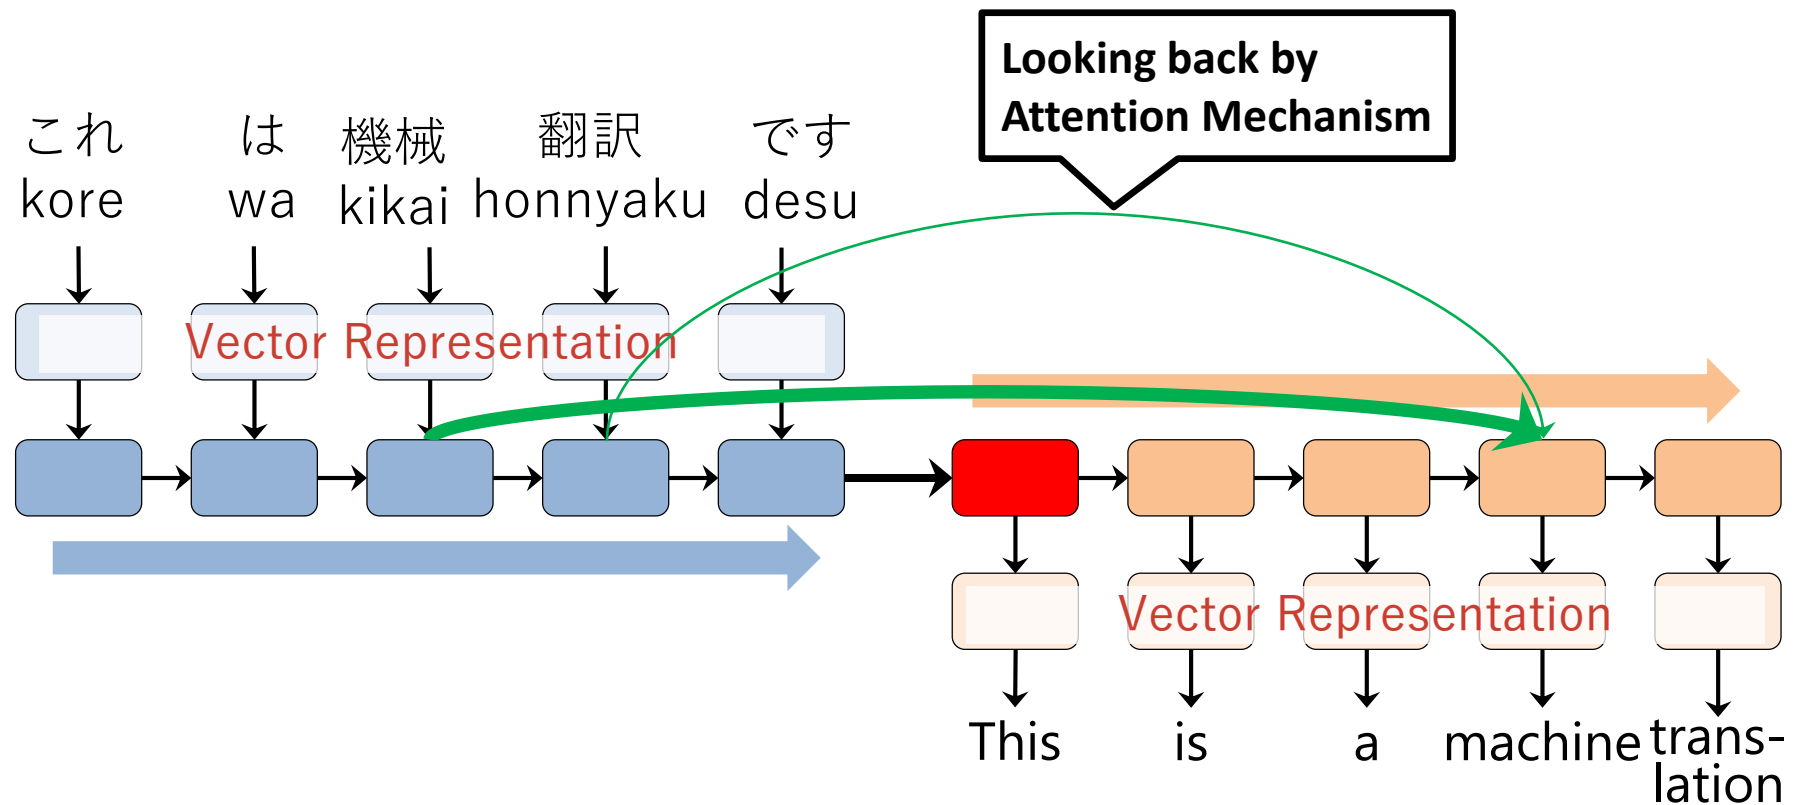 Looking back by
Attention Mechanism
これ は 機械 翻訳 です
kore wa kikai honnyaku desu
Vector Representation
Vector Representation
This is a machine trans-
lation